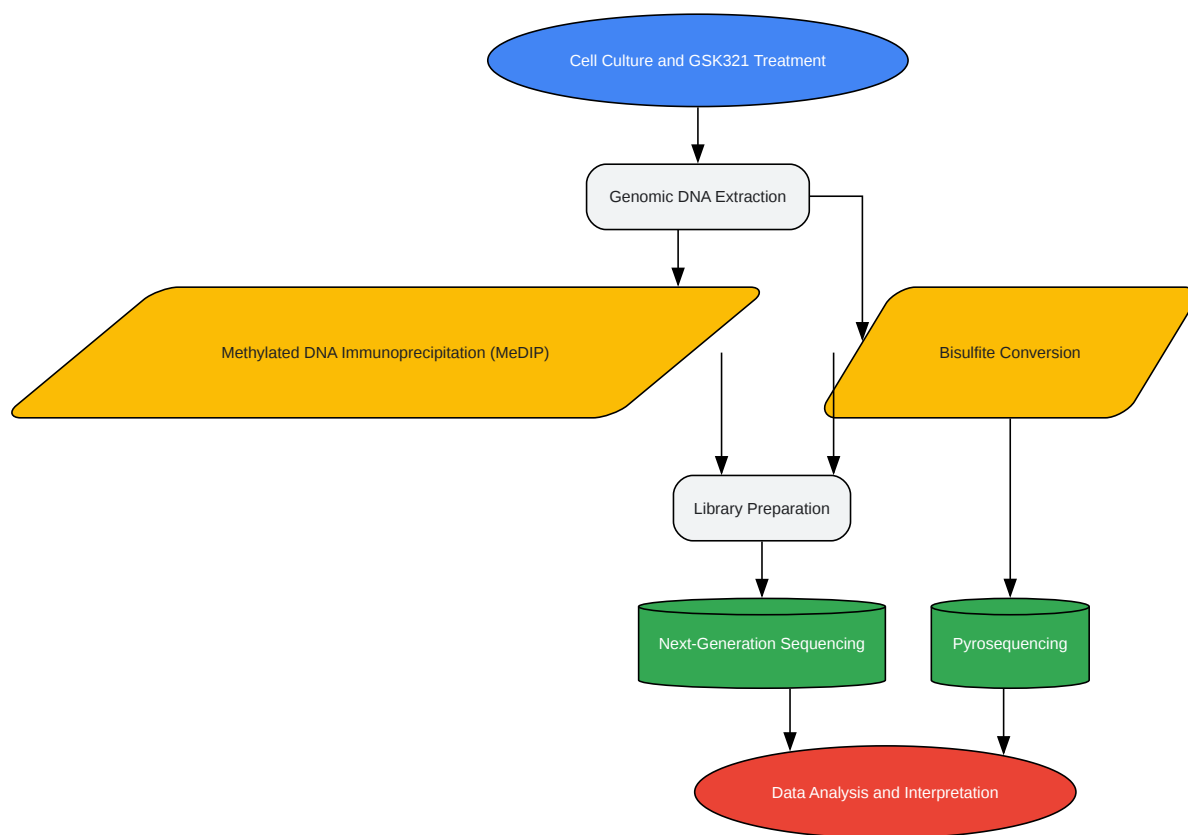 Cell Culture and GSK321 Treatment
Genomic DNA Extraction
Methylated DNA Immunoprecipitation (MeDIP)
Bisulfite Conversion
Library Preparation
Next-Generation Sequencing
Pyrosequencing
Data Analysis and Interpretation